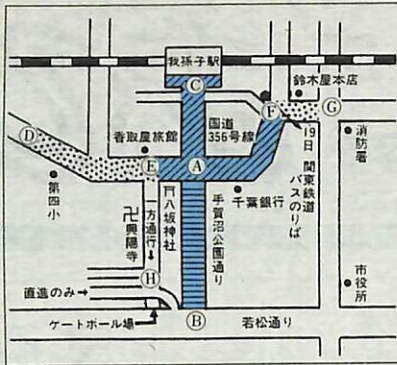 我孫子駅
鈴木屋本店
Ⓒ
Ⓕ
Ⓖ
Ⓓ
香取屋旅館
国道
356号線
19日 関東鉄道
バスのりば
消防署
Ⓔ
Ⓐ
第四小
卍興陽寺
一方通行→
八坂神社
手賀沼公園通り
千葉銀行
Ⓗ
直進のみ→
市役所
ゲートボール場
Ⓑ
若松通り